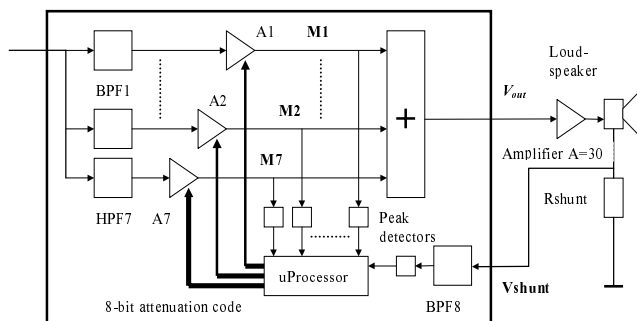 A1 M1
Loud-
speaker
BPF1
A2
M2
Vout
+
M7
Amplifier A=30
HPF7
A7
Rshunt
Peak
detectors
uProcessor
Vshunt
8-bit attenuation code
BPF8